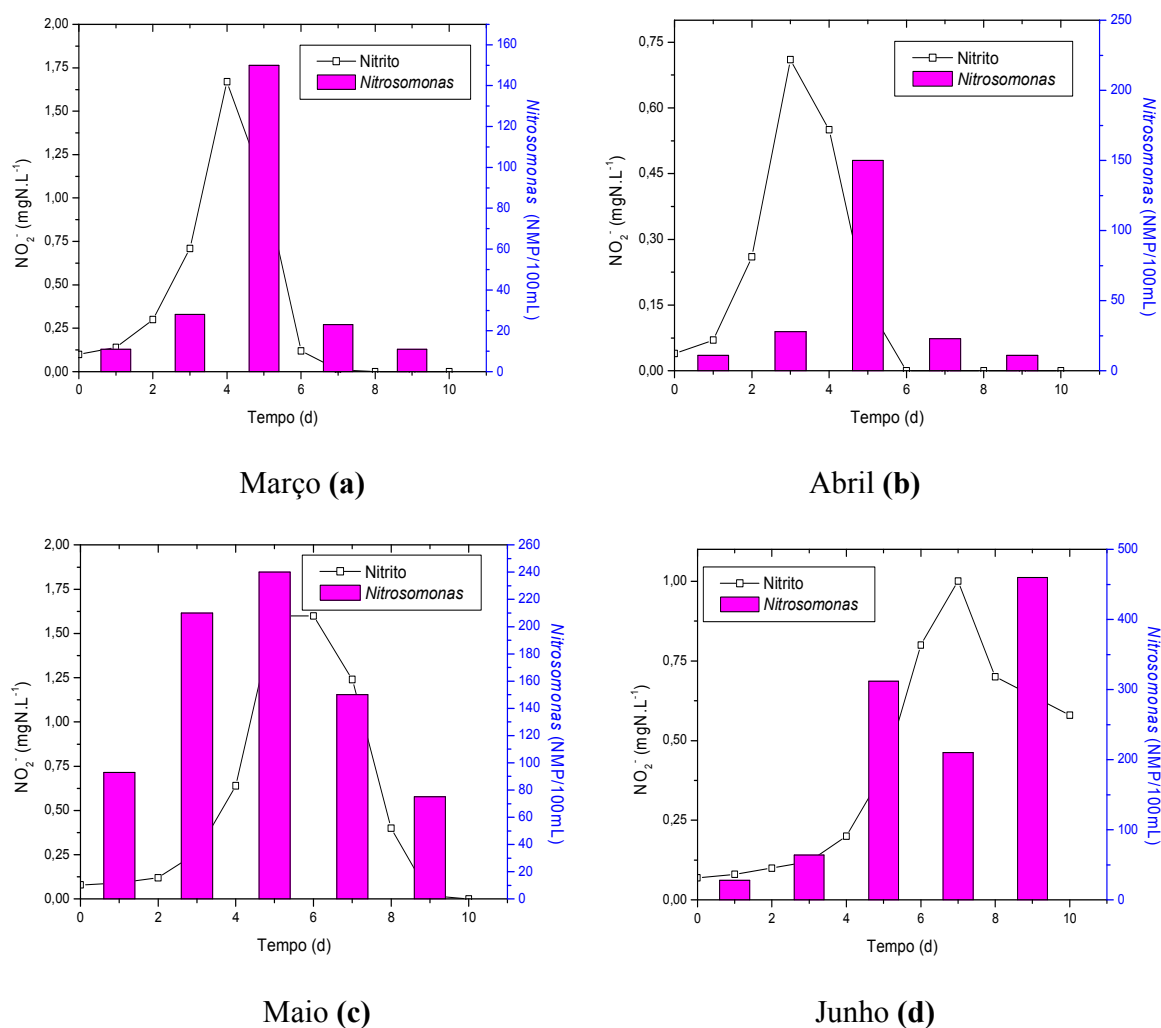 2,00
1,75
1,50
1,25
1,00
0,75
0,50
0,25
0,00
NO₂⁻ (mgN.L⁻¹)
Nitrito
Nitrosomonas
160
140
120
100
80
60
40
20
10
0
Nitrosomonas (NMP/100mL)
0 2 4 6 8 10
Tempo (d)
Março (a)
0,75
0,60
0,45
0,30
0,15
0,00
NO₂⁻ (mgN.L⁻¹)
Nitrito
Nitrosomonas
250
200
150
100
50
0
Nitrosomonas (NMP/100mL)
0 2 4 6 8 10
Tempo (d)
Abril (b)
2,00
1,75
1,50
1,25
1,00
0,75
0,50
0,25
0,00
NO₂⁻ (mgN.L⁻¹)
Nitrito
Nitrosomonas
260
240
220
200
180
160
140
120
100
80
60
40
20
10
0
Nitrosomonas (NMP/100mL)
0 2 4 6 8 10
Tempo (d)
Maio (c)
1,00
0,75
0,50
0,25
0,00
NO₂⁻ (mgN.L⁻¹)
Nitrito
Nitrosomonas
500
400
300
200
100
0
Nitrosomonas (NMP/100mL)
0 2 4 6 8 10
Tempo (d)
Junho (d)